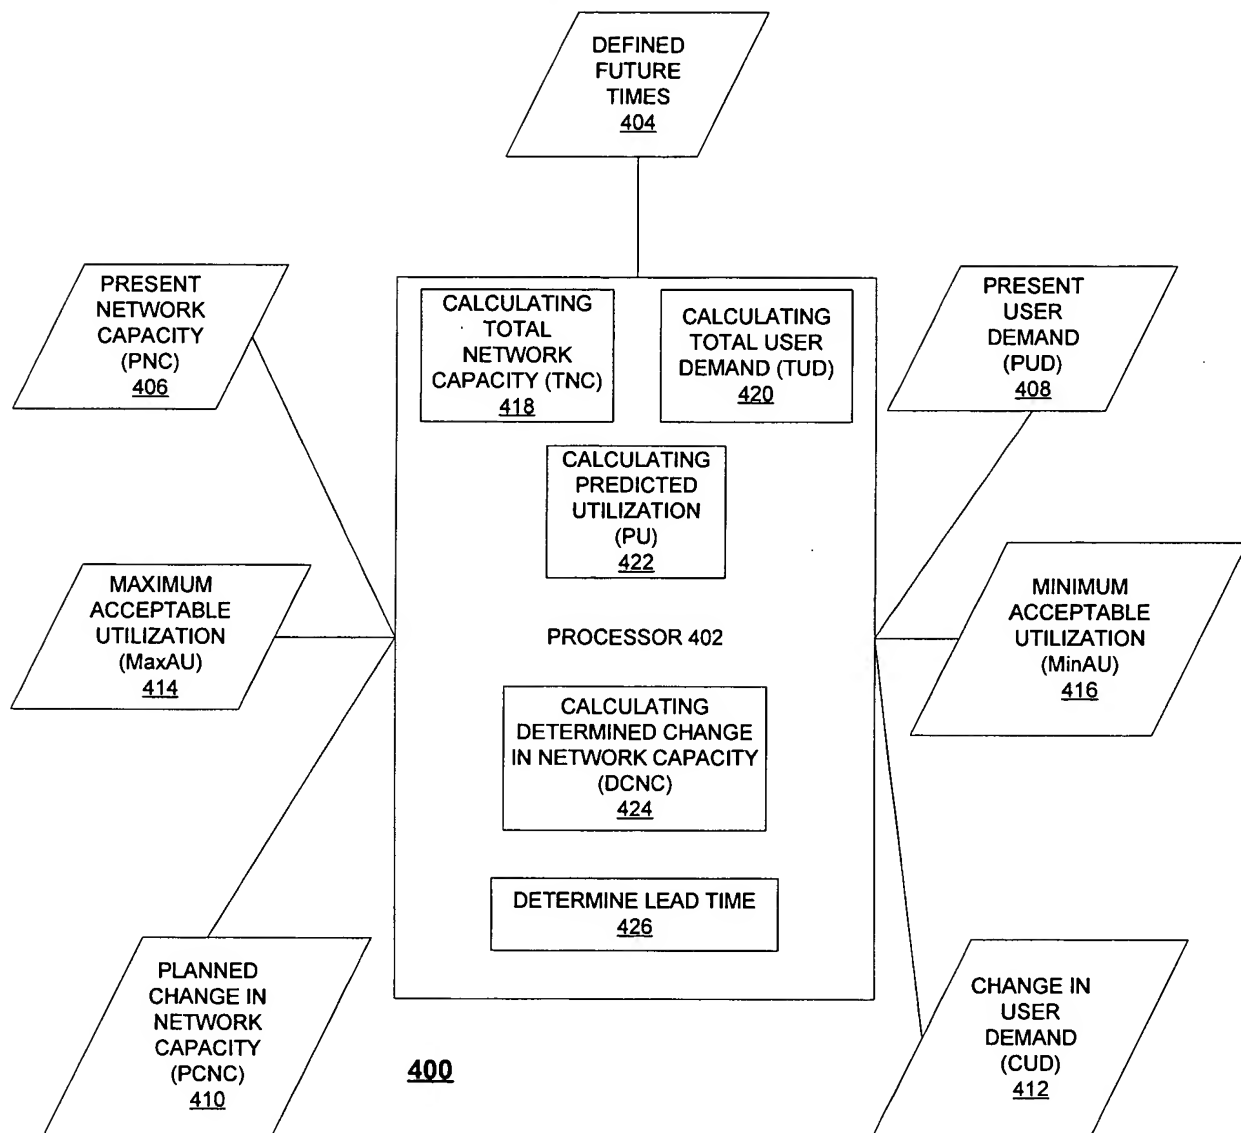 DEFINED
FUTURE
TIMES
404
PRESENT
NETWORK
CAPACITY
(PNC)
406
CALCULATING
TOTAL
NETWORK
CAPACITY (TNC)
418
CALCULATING
TOTAL USER
DEMAND (TUD)
420
PRESENT
USER
DEMAND
(PUD)
408
CALCULATING
PREDICTED
UTILIZATION
(PU)
422
MAXIMUM
ACCEPTABLE
UTILIZATION
(MaxAU)
414
PROCESSOR 402
MINIMUM
ACCEPTABLE
UTILIZATION
(MinAU)
416
CALCULATING
DETERMINED CHANGE
IN NETWORK CAPACITY
(DCNC)
424
DETERMINE LEAD TIME
426
PLANNED
CHANGE IN
NETWORK
CAPACITY
(PCNC)
410
CHANGE IN
USER
DEMAND
(CUD)
412
400